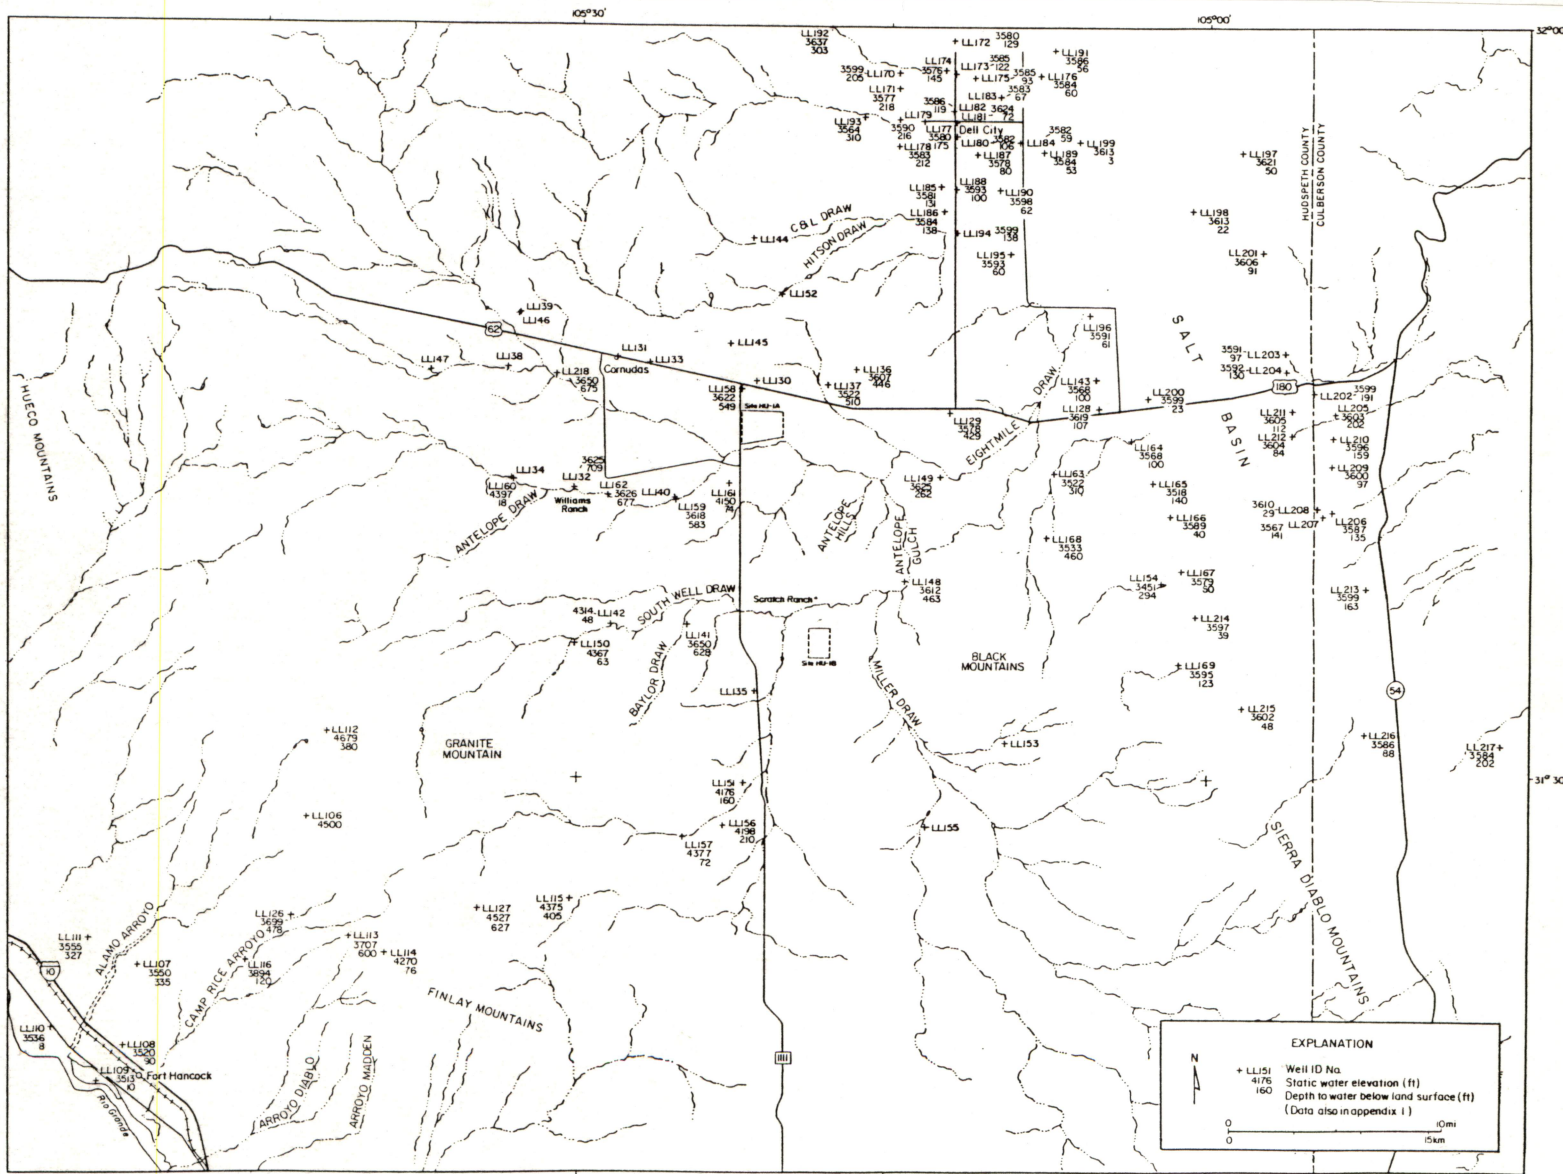 105°30'
105°00'
32°00'
LL192
3637
303
LL172
3580
129
LL191
3586
56
LL174
3576
145
LL173
3585
122
3599
205
LL170
LL175
3585
93
LL176
3584
60
LL171
3577
218
LL183
3583
67
3586
119
LL182
3624
72
LL179
3590
216
LL181
LL193
3564
310
LL177
3580
175
Dell City
3582
59
LL180
3582
106
LL184
LL199
3613
3
LL178
3583
212
LL187
3578
80
LL189
3584
53
LL197
3621
50
HUDSPETH COUNTY
CULBERSON COUNTY
LL185
3581
131
LL188
3593
100
LL190
3598
62
LL186
3584
138
LL198
3613
22
C&L DRAW
LL144
HITSON DRAW
LL194
3599
138
LL195
3593
60
LL201
3606
91
LL152
LL139
LL146
62
LL131
Cornudas
LL133
LL145
LL196
3591
61
SALT
BASIN
LL147
LL138
LL218
3650
675
LL136
3607
446
3591
97
LL203
3592
130
LL204
180
LL158
3622
549
LL130
LL137
3522
510
LL143
3568
100
LL200
3599
23
LL202
3599
191
Site HU-1A
LL129
3578
429
LL128
3619
107
LL211
3605
112
LL205
3603
202
HUECO MOUNTAINS
EIGHTMILE DRAW
LL164
3568
100
LL212
3604
84
LL210
3596
159
LL134
LL160
4397
18
3625
709
LL132
Williams
Ranch
LL162
3626
677
LL140
LL159
3618
583
LL161
4150
74
LL149
3625
262
262
LL163
3522
310
LL165
3518
140
LL209
3600
97
ANTELOPE DRAW
ANTELOPE
HILLS
ANTELOPE
GULCH
LL166
3589
40
3610
29
LL208
3567
141
LL207
LL206
3587
135
LL168
3533
460
LL148
3612
463
LL154
3451
294
LL167
3579
50
LL213
3599
163
SOUTH WELL DRAW
Scratch Ranch
4314
48
LL142
LL150
4367
63
LL141
3650
628
Site HU-1B
LL214
3597
39
BLACK
MOUNTAINS
LL169
3595
123
BAYLOR DRAW
LL135
MILLER DRAW
54
LL215
3602
48
LL112
4679
380
GRANITE
MOUNTAIN
LL153
LL216
3586
88
LL217
3584
202
31°30
LL151
4176
160
LL106
4500
LL156
4198
210
LL157
4377
72
LL155
SIERRA DIABLO MOUNTAINS
LL127
4527
627
LL115
4375
405
LL126
3699
478
LL111
3555
327
ALAMO ARROYO
LL113
3707
600
LL114
4270
76
10
LL107
3550
335
LL116
3894
120
CAMP RICE ARROYO
FINLAY MOUNTAINS
LL110
3536
8
LL108
3520
90
LL109
3513
10
Fort Hancock
Rio Grande
ARROYO DIABLO
ARROYO MADDEN
1111
EXPLANATION
N
LL151
4176
160
Well ID No.
Static water elevation (ft)
Depth to water below land surface (ft)
(Data also in appendix 1)
0 10mi
0 15km